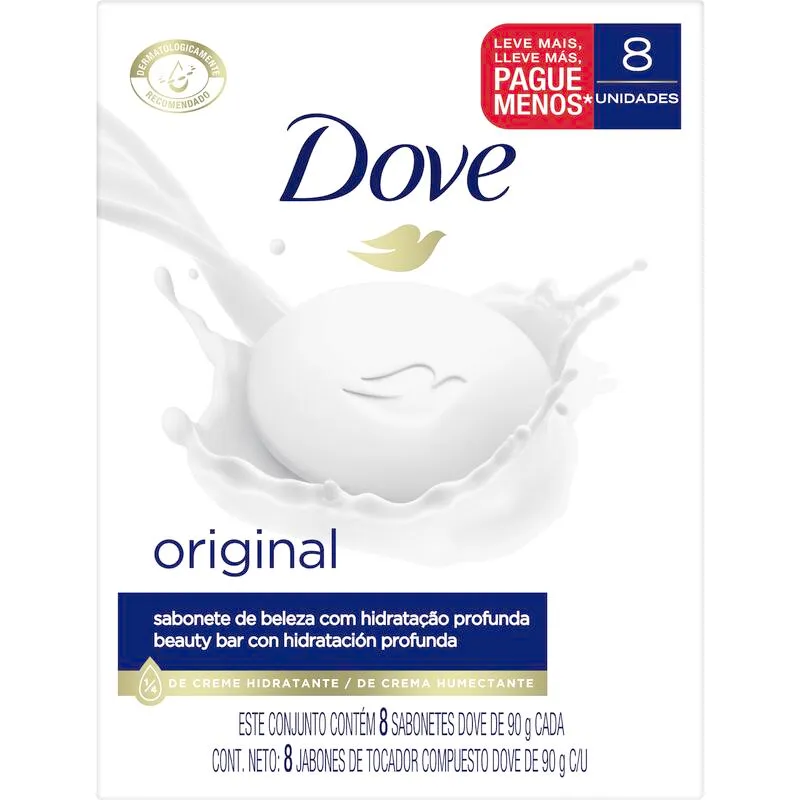 DERMATOLOGICAMENTE
RECOMENDADO
LEVE MAIS,
LLEVE MÁS,
PAGUE
MENOS*
8
UNIDADES
Dove
original
sabonete de beleza com hidratação profunda
beauty bar con hidratación profunda
1/4 DE CREME HIDRATANTE / DE CREMA HUMECTANTE
ESTE CONJUNTO CONTÉM 8 SABONETES DOVE DE 90 g CADA
CONT. NETO: 8 JABONES DE TOCADOR COMPUESTO DOVE DE 90 g C/U